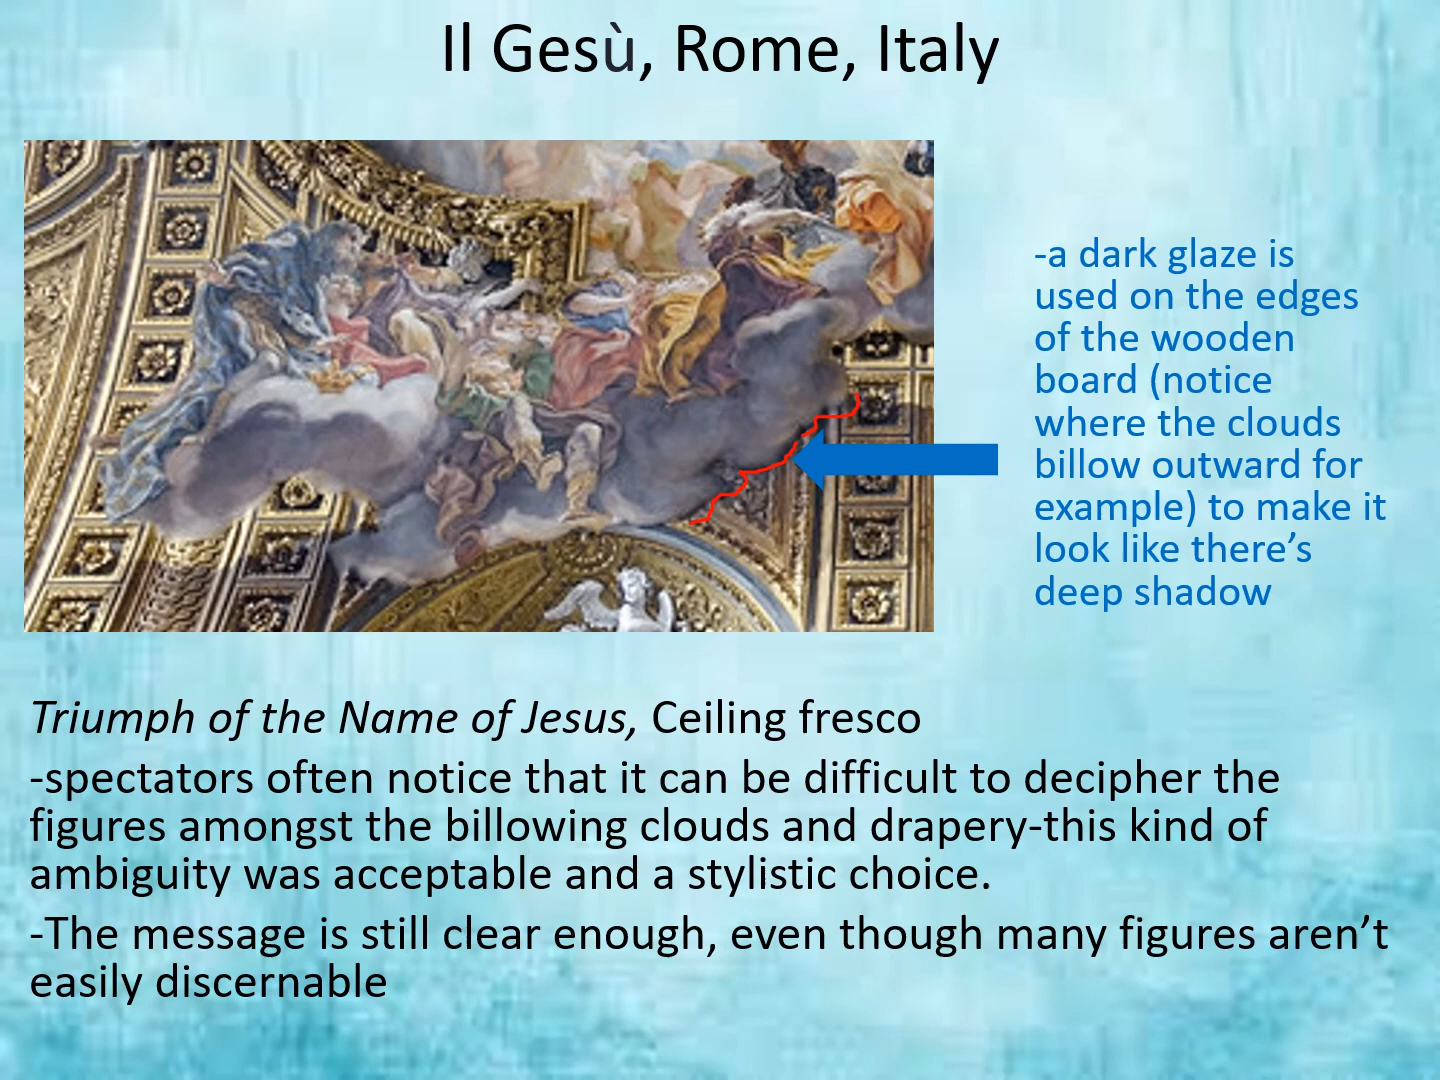 Il Gesù, Rome, Italy
-a dark glaze is
used on the edges
of the wooden
board (notice
where the clouds
billow outward for
example) to make it
look like there’s
deep shadow
Triumph of the Name of Jesus, Ceiling fresco
-spectators often notice that it can be difficult to decipher the
figures amongst the billowing clouds and drapery-this kind of
ambiguity was acceptable and a stylistic choice.
-The message is still clear enough, even though many figures aren’t
easily discernable